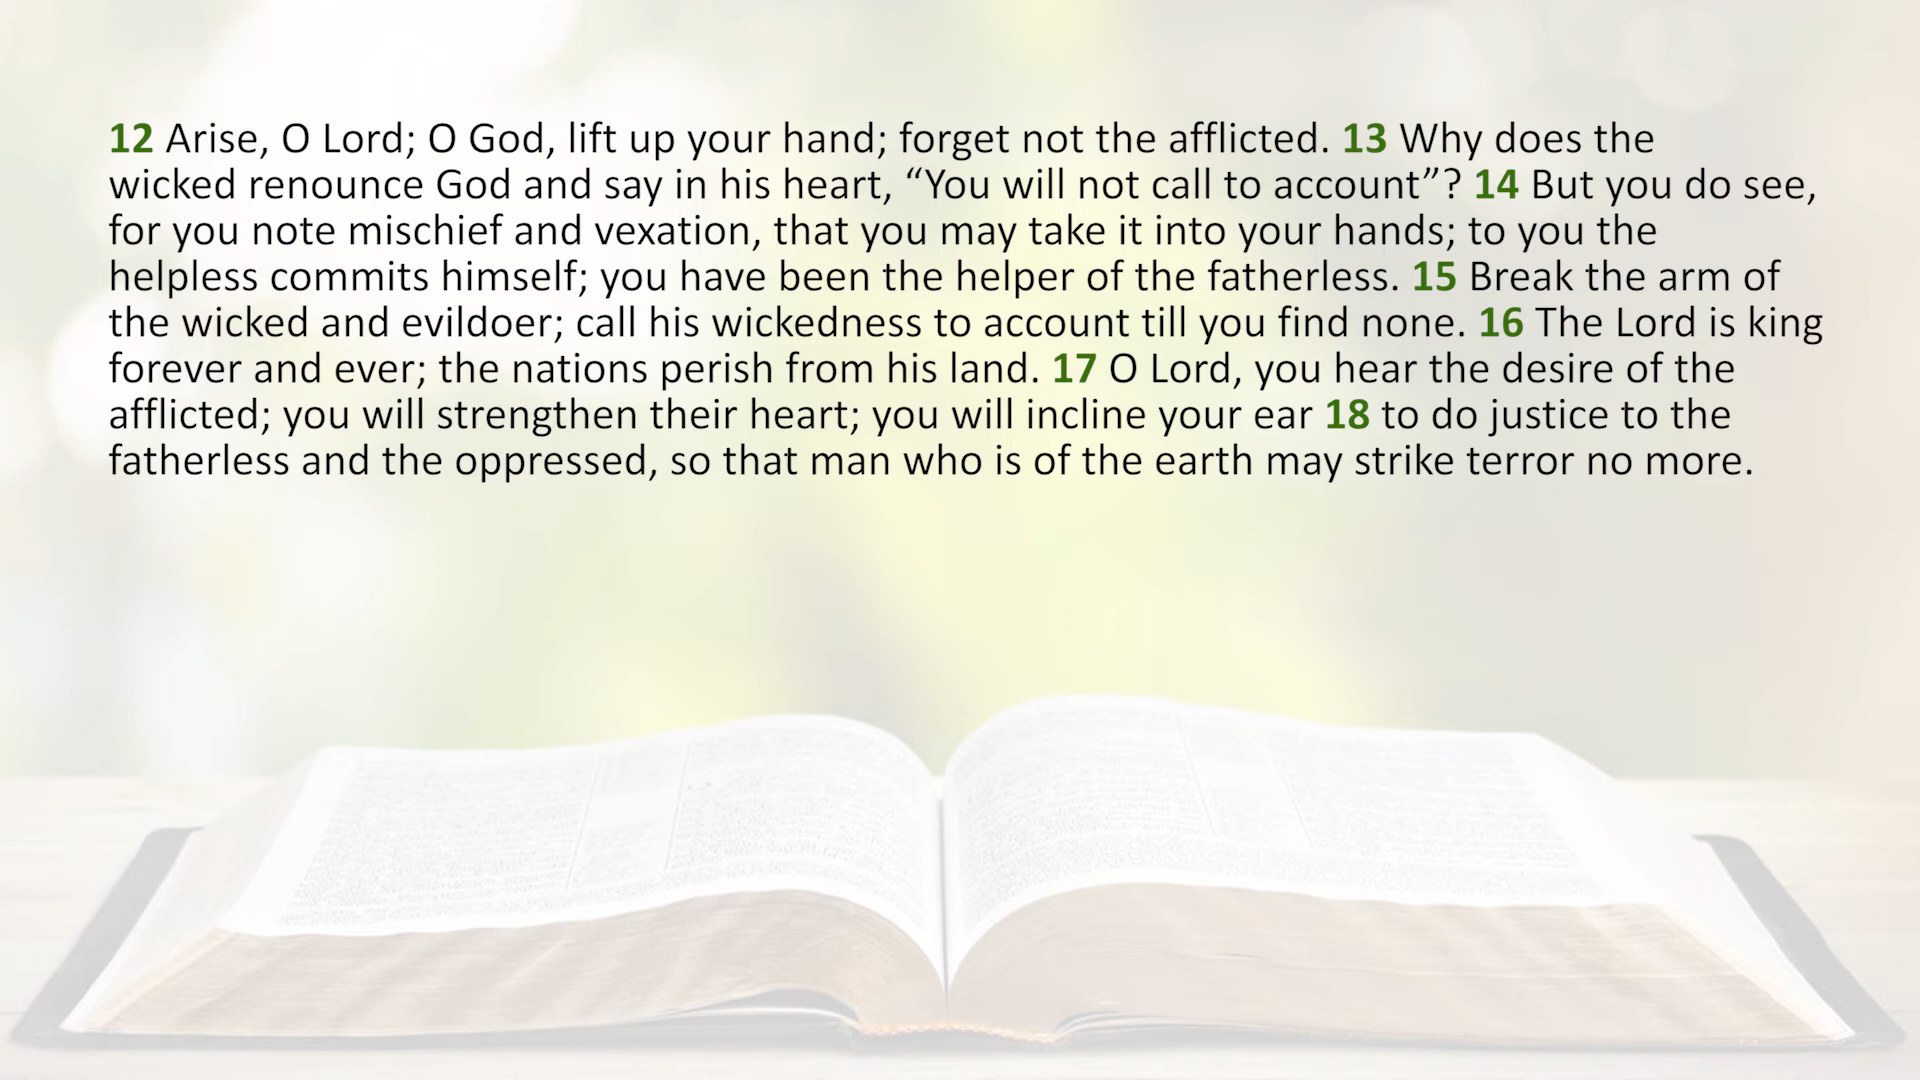 12 Arise, O Lord; O God, lift up your hand; forget not the afflicted. 13 Why does the
wicked renounce God and say in his heart, “You will not call to account”? 14 But you do see,
for you note mischief and vexation, that you may take it into your hands; to you the
helpless commits himself; you have been the helper of the fatherless. 15 Break the arm of
the wicked and evildoer; call his wickedness to account till you find none. 16 The Lord is king
forever and ever; the nations perish from his land. 17 O Lord, you hear the desire of the
afflicted; you will strengthen their heart; you will incline your ear 18 to do justice to the
fatherless and the oppressed, so that man who is of the earth may strike terror no more.